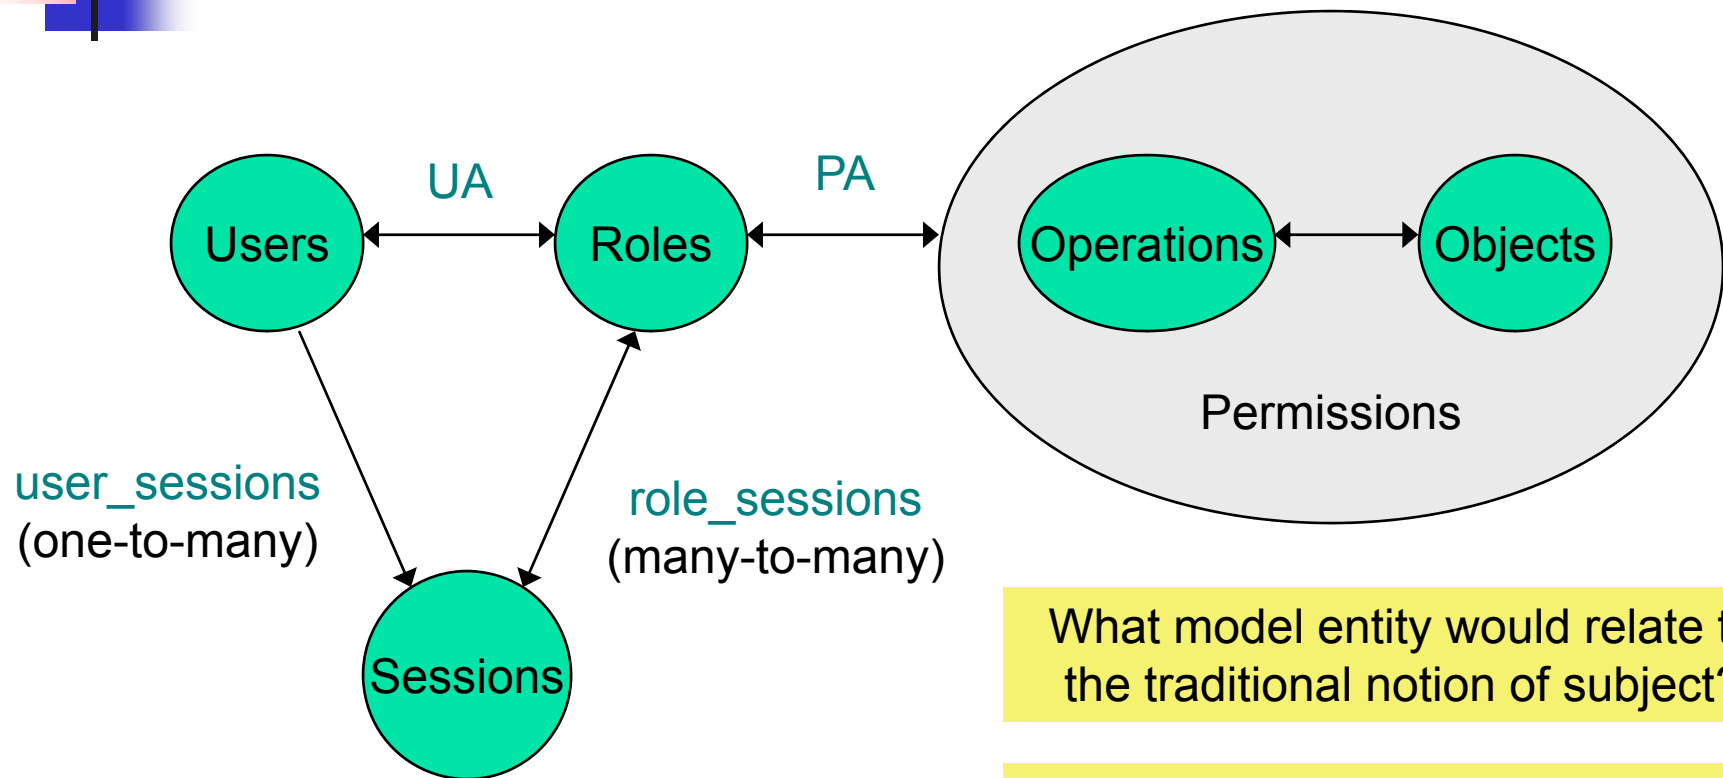 UA
PA
Users
Roles
Operations
Objects
Permissions
user_sessions
(one-to-many)
role_sessions
(many-to-many)
Sessions
What model entity would relate t
the traditional notion of subject?